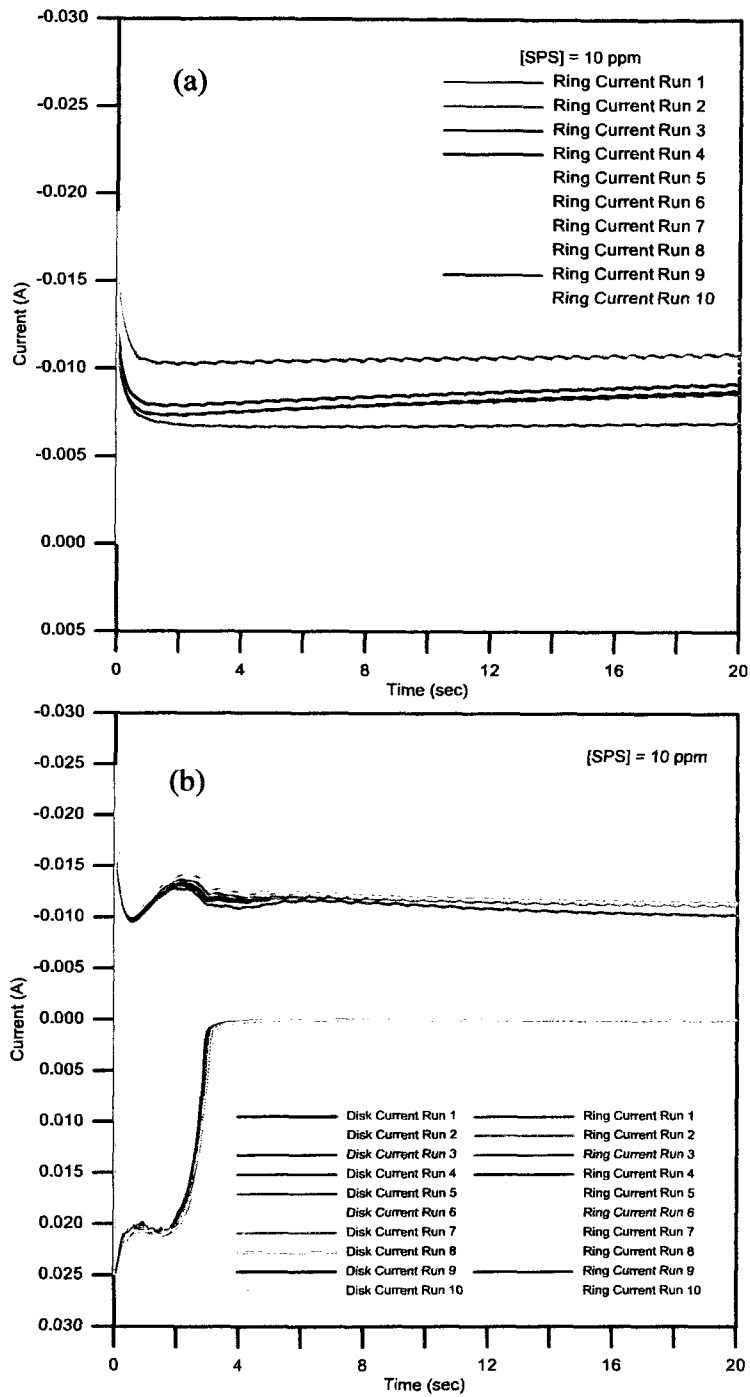 -0.030
[SPS] = 10 ppm
(a)
Ring Current Run 1
-0.025
Ring Current Run 2
Ring Current Run 3
Ring Current Run 4
-0.020
Ring Current Run 5
Ring Current Run 6
Ring Current Run 7
Ring Current Run 8
-0.015
Ring Current Run 9
Ring Current Run 10
Current (A)
-0.010
-0.005
0.000
0.005
0 4 8 12 16 20
Time (sec)
-0.030
[SPS] = 10 ppm
(b)
-0.025
-0.020
-0.015
-0.010
-0.005
0.000
Current (A)
0.005
0.010
Disk Current Run 1 Ring Current Run 1
Disk Current Run 2 Ring Current Run 2
Disk Current Run 3 Ring Current Run 3
0.015
Disk Current Run 4 Ring Current Run 4
Disk Current Run 5 Ring Current Run 5
Disk Current Run 6 Ring Current Run 6
0.020
Disk Current Run 7 Ring Current Run 7
Disk Current Run 8 Ring Current Run 8
Disk Current Run 9 Ring Current Run 9
0.025
Disk Current Run 10 Ring Current Run 10
0.030
0 4 8 12 16 20
Time (sec)